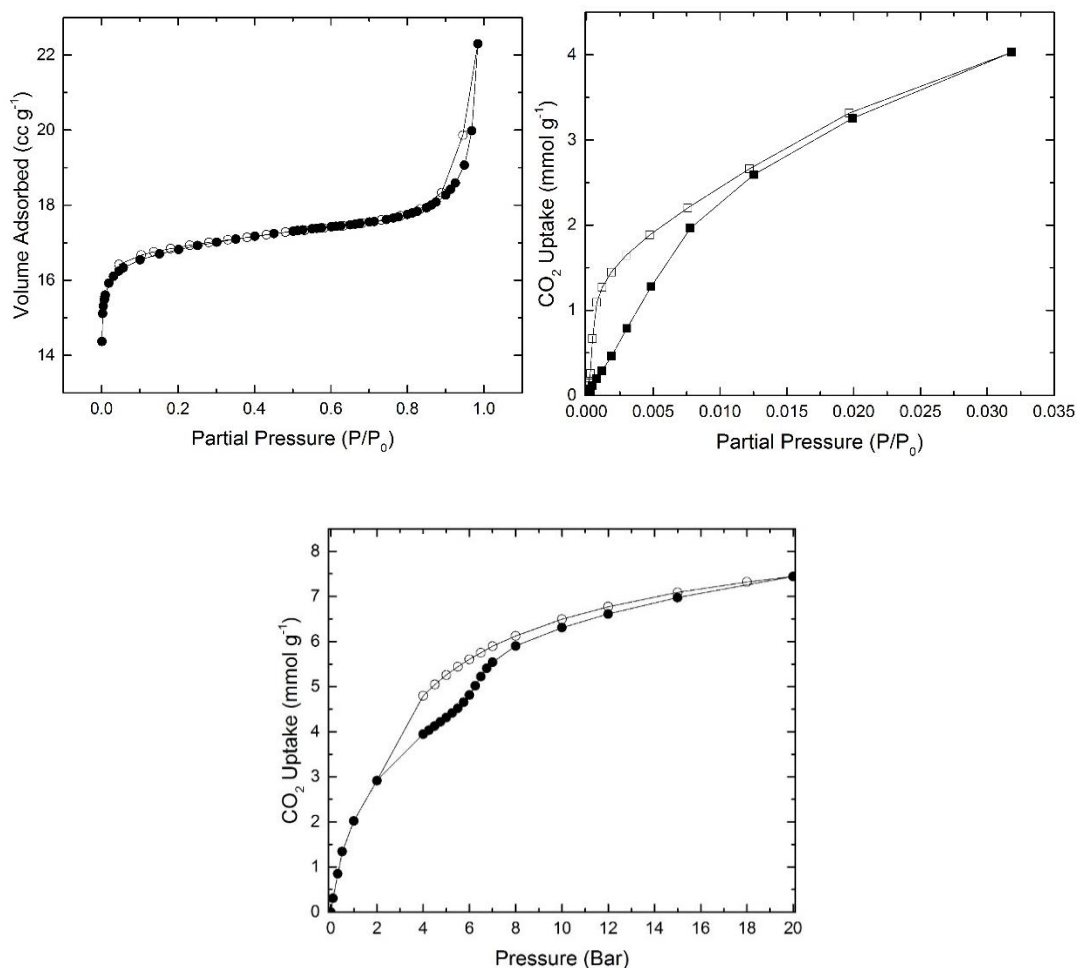 Volume Adsorbed (cc g⁻¹)
22
20
18
16
14
0.0 0.2 0.4 0.6 0.8 1.0
Partial Pressure (P/P₀)
CO₂ Uptake (mmol g⁻¹)
4
3
2
1
0
0.000 0.005 0.010 0.015 0.020 0.025 0.030 0.035
Partial Pressure (P/P₀)
CO₂ Uptake (mmol g⁻¹)
8
7
6
5
4
3
2
1
0
0 2 4 6 8 10 12 14 16 18 20
Pressure (Bar)